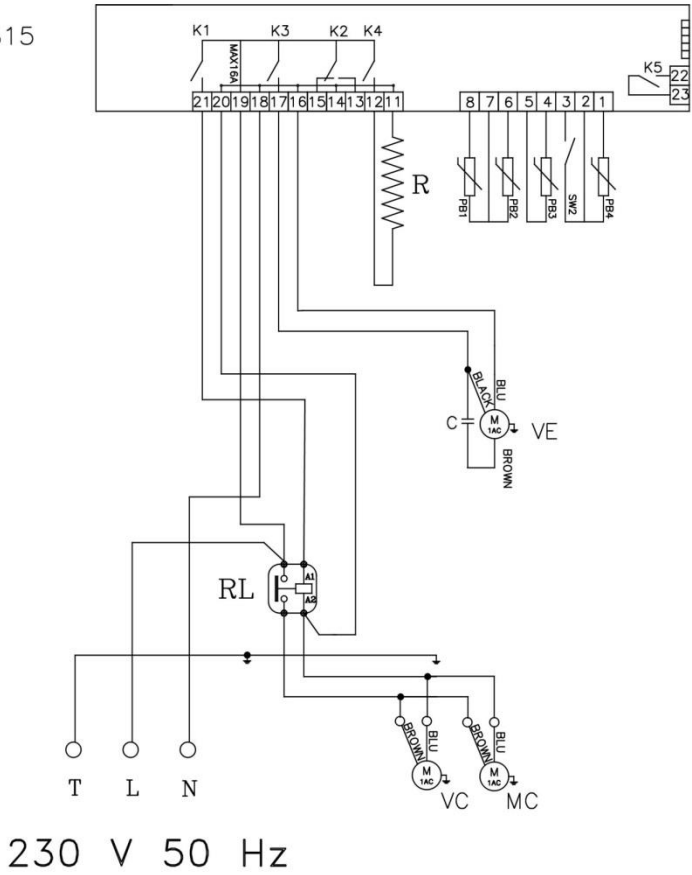 K1 K3 K2 K4
MAX16A
K5
22
23
21 20 19 18 17 16 15 14 13 12 11
8 7 6 5 4 3 2 1
R
PB1 PB2 PB3 SW2 PB4
BLACK
BLU
C
M
1AC
VE
BROWN
RL
A1
A2
BROWN
BLU
BROWN
BLU
M
1AC
M
1AC
VC MC
T L N
230 V 50 Hz